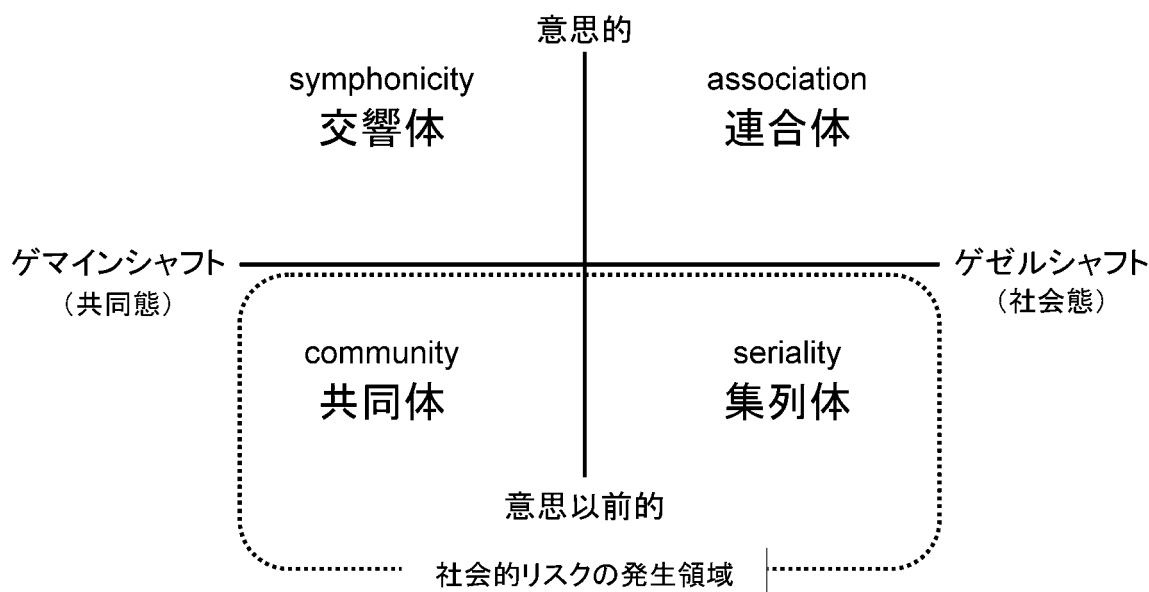 意思的
symphonicity
交響体
association
連合体
ゲマインシャフト
（共同態）
ゲゼルシャフト
（社会態）
community
共同体
seriality
集列体
意思以前的
社会的リスクの発生領域